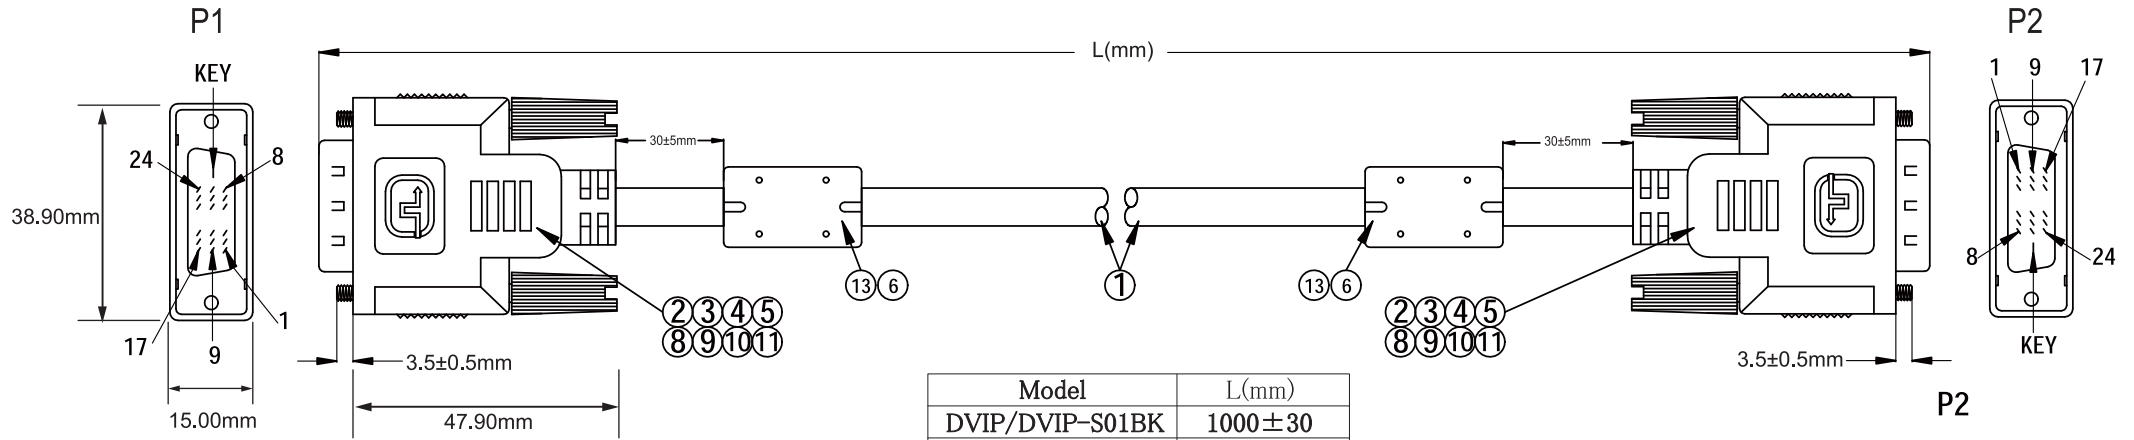 P1
P2
L(mm)
KEY
1 9 17
24
8
30±5mm
30±5mm
38.90mm
8
24
13 6
1
13 6
1
2 3 4 5
2 3 4 5
17
9
8 9 10 11
8 9 10 11
KEY
3.5±0.5mm
3.5±0.5mm
15.00mm
47.90mm
P2
Model L(mm)
DVIP/DVIP-S01BK 1000±30